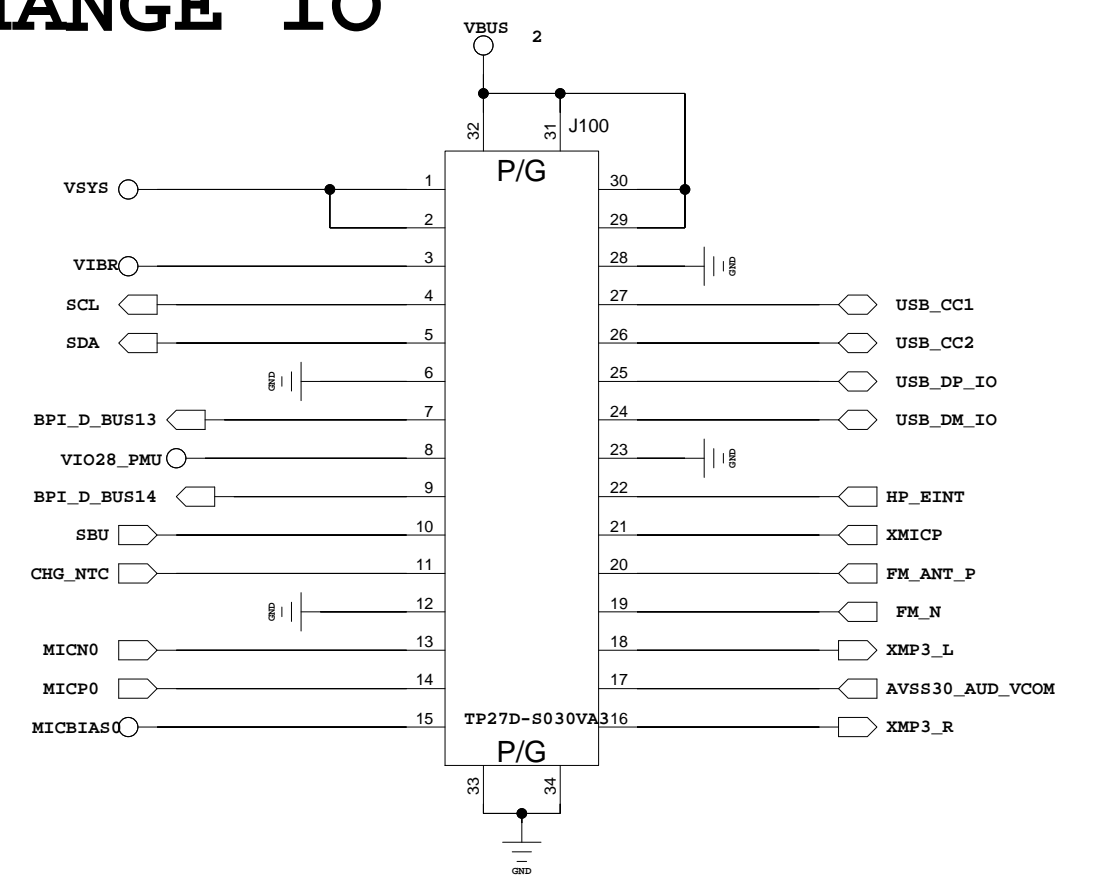 HANGE IO
VBUS 2
32 31 J100
P/G
VSYS 1 30
2 29
VIBR 3 28 GND
SCL 4 27 USB_CC1
SDA 5 26 USB_CC2
GND 6 25 USB_DP_IO
BPI_D_BUS13 7 24 USB_DM_IO
VIO28_PMU 8 23 GND
BPI_D_BUS14 9 22 HP_EINT
SBU 10 21 XMICP
CHG_NTC 11 20 FM_ANT_P
GND 12 19 FM_N
MICN0 13 18 XMP3_L
MICP0 14 17 AVSS30_AUD_VCOM
MICBIAS0 15 TP27D-S030VA3 16 XMP3_R
P/G
33 34
GND